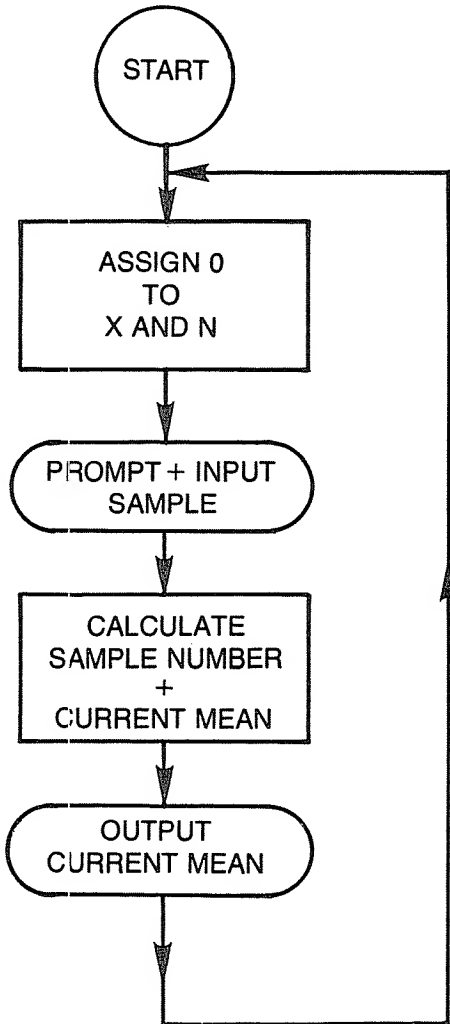 START
ASSIGN 0
TO
X AND N
PROMPT + INPUT
SAMPLE
CALCULATE
SAMPLE NUMBER
+
CURRENT MEAN
OUTPUT
CURRENT MEAN